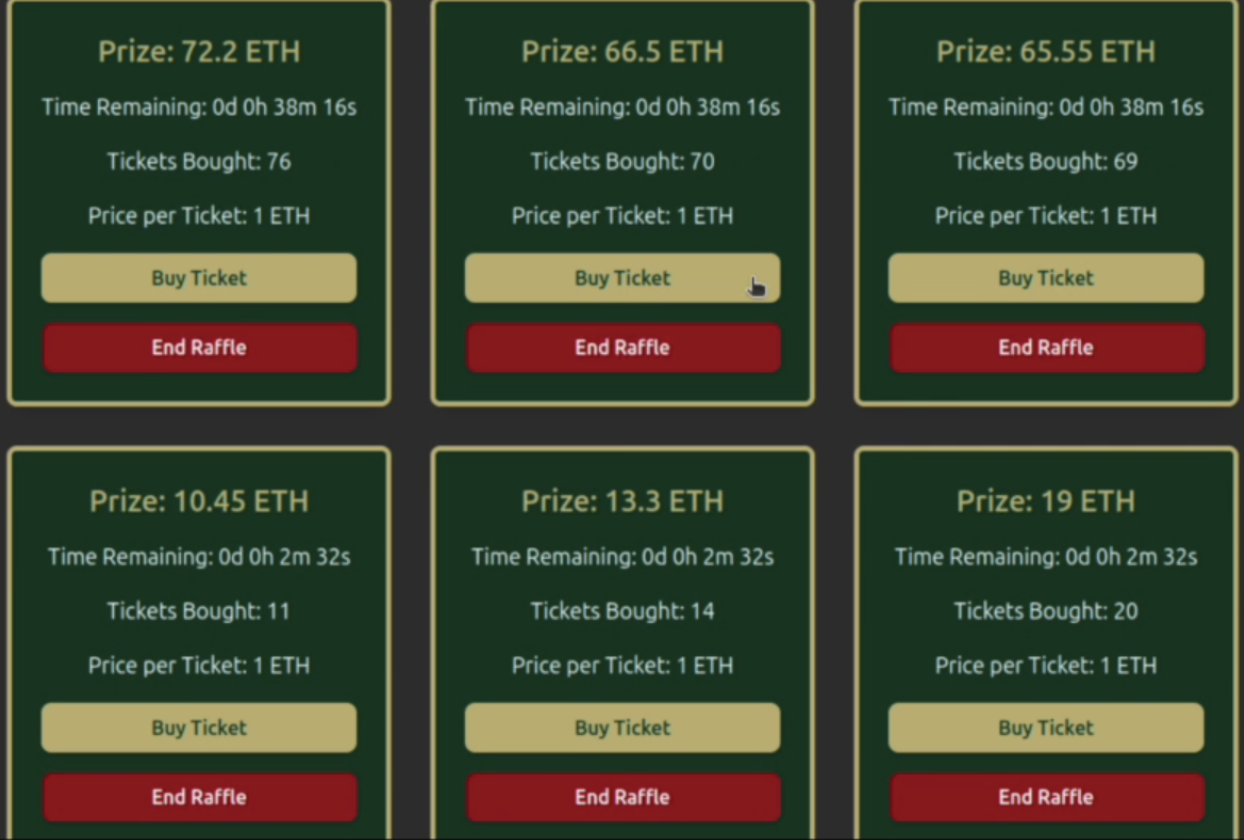 Prize: 72.2 ETH
Time Remaining: 0d 0h 38m 16s
Tickets Bought: 76
Price per Ticket: 1 ETH
Buy Ticket
End Raffle
Prize: 66.5 ETH
Time Remaining: 0d 0h 38m 16s
Tickets Bought: 70
Price per Ticket: 1 ETH
Buy Ticket
End Raffle
Prize: 65.55 ETH
Time Remaining: 0d 0h 38m 16s
Tickets Bought: 69
Price per Ticket: 1 ETH
Buy Ticket
End Raffle
Prize: 10.45 ETH
Time Remaining: 0d 0h 2m 32s
Tickets Bought: 11
Price per Ticket: 1 ETH
Buy Ticket
End Raffle
Prize: 13.3 ETH
Time Remaining: 0d 0h 2m 32s
Tickets Bought: 14
Price per Ticket: 1 ETH
Buy Ticket
End Raffle
Prize: 19 ETH
Time Remaining: 0d 0h 2m 32s
Tickets Bought: 20
Price per Ticket: 1 ETH
Buy Ticket
End Raffle